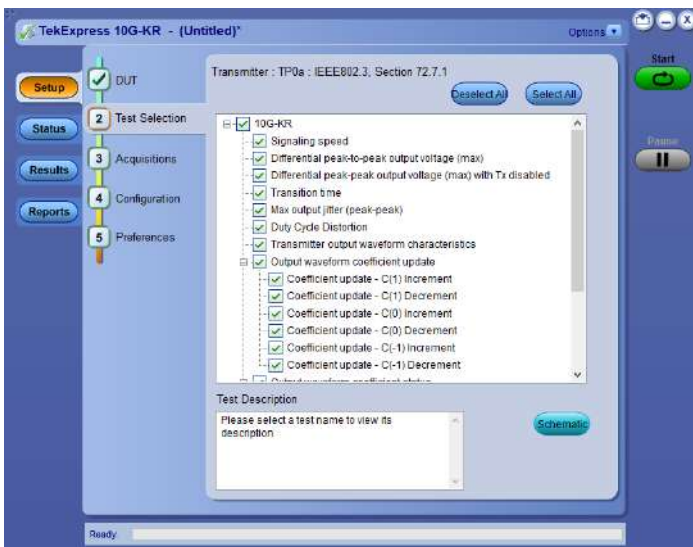 TekExpress 10G-KR - (Untitled)*
Options
Start
Pause
Setup
Status
Results
Reports
DUT
2 Test Selection
3 Acquisitions
4 Configuration
5 Preferences
Transmitter : TP0a : IEEE802.3, Section 72.7.1
Deselect All
Select All
10G-KR
Signaling speed
Differential peak-to-peak output voltage (max)
Differential peak-peak output voltage (max) with Tx disabled
Transition time
Max output jitter (peak-peak)
Duty Cycle Distortion
Transmitter output waveform characteristics
Output waveform coefficient update
Coefficient update - C(1) Increment
Coefficient update - C(1) Decrement
Coefficient update - C(0) Increment
Coefficient update - C(0) Decrement
Coefficient update - C(-1) Increment
Coefficient update - C(-1) Decrement
Output waveform coefficient status
Test Description
Please select a test name to view its
description
Schematic
Ready